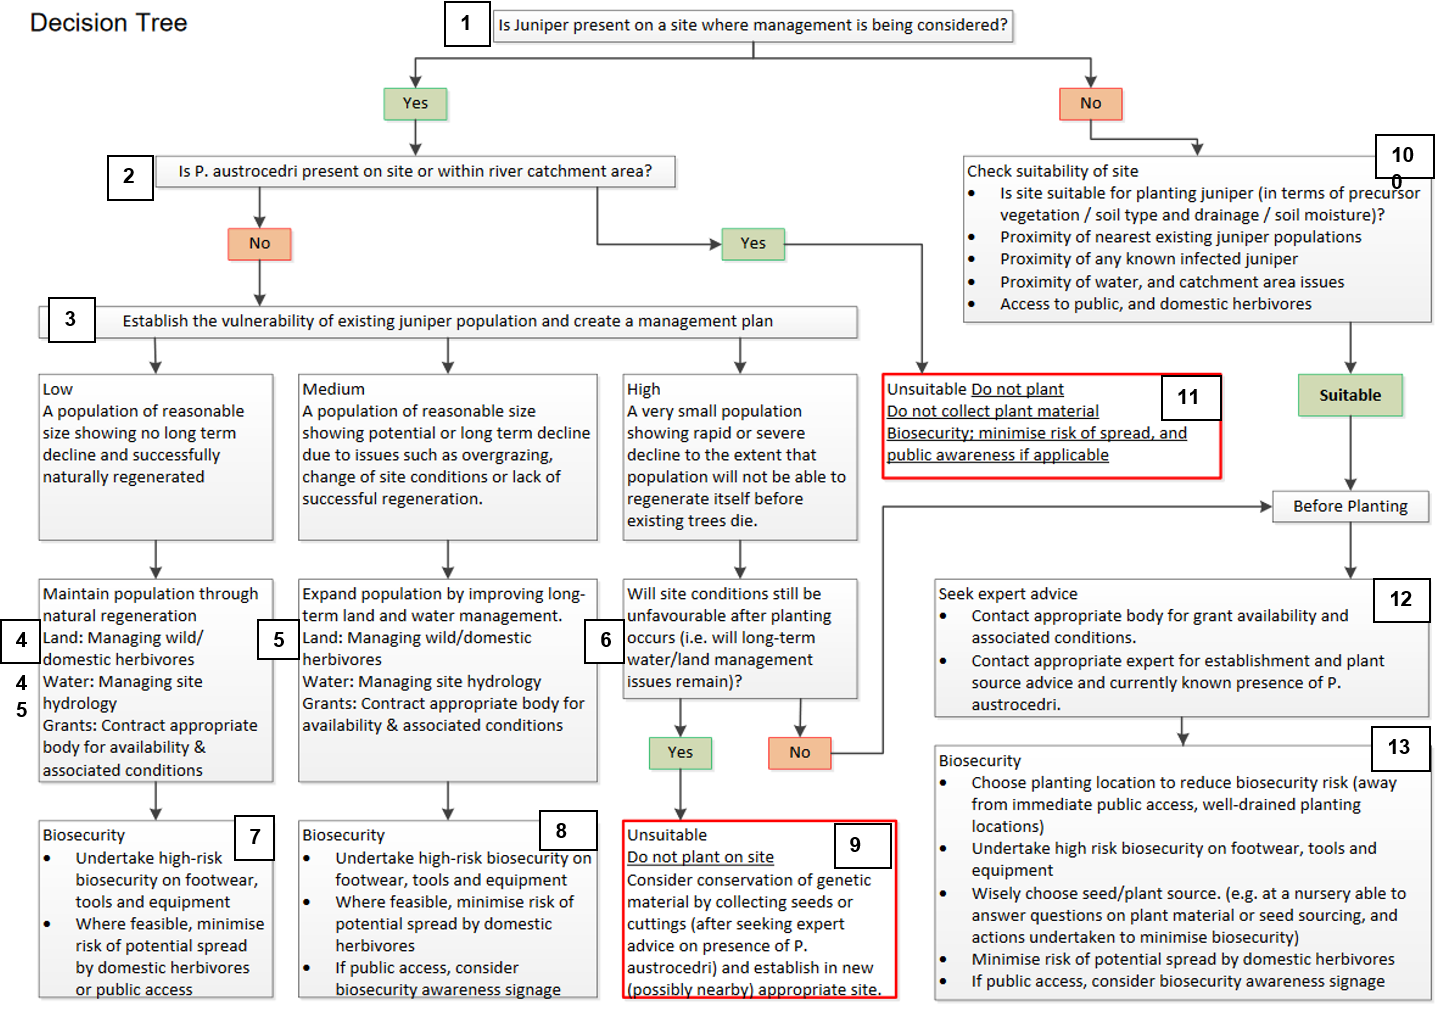 Decision Tree
1
Is Juniper present on a site where management is being considered?
Yes
No
2
Is P. austrocedri present on site or within river catchment area?
No
Yes
10
0
Check suitability of site
• Is site suitable for planting juniper (in terms of precursor
vegetation / soil type and drainage / soil moisture)?
• Proximity of nearest existing juniper populations
• Proximity of any known infected juniper
• Proximity of water, and catchment area issues
• Access to public, and domestic herbivores
3
Establish the vulnerability of existing juniper population and create a management plan
Low
A population of reasonable
size showing no long term
decline and successfully
naturally regenerated
Medium
A population of reasonable size
showing potential or long term decline
due to issues such as overgrazing,
change of site conditions or lack of
successful regeneration.
High
A very small population
showing rapid or severe
decline to the extent that
population will not be able to
regenerate itself before
existing trees die.
11
Unsuitable Do not plant
Do not collect plant material
Biosecurity; minimise risk of spread, and
public awareness if applicable
Suitable
Before Planting
4
4
5
Maintain population through
natural regeneration
Land: Managing wild/
domestic herbivores
Water: Managing site
hydrology
Grants: Contract appropriate
body for availability &
associated conditions
5
Expand population by improving long-
term land and water management.
Land: Managing wild/domestic
herbivores
Water: Managing site hydrology
Grants: Contract appropriate body for
availability & associated conditions
6
Will site conditions still be
unfavourable after planting
occurs (i.e. will long-term
water/land management
issues remain)?
Yes
No
12
Seek expert advice
• Contact appropriate body for grant availability and
associated conditions.
• Contact appropriate expert for establishment and plant
source advice and currently known presence of P.
austrocedri.
7
Biosecurity
• Undertake high-risk
biosecurity on footwear,
tools and equipment
• Where feasible, minimise
risk of potential spread
by domestic herbivores
or public access
8
Biosecurity
• Undertake high-risk biosecurity on
footwear, tools and equipment
• Where feasible, minimise risk of
potential spread by domestic
herbivores
• If public access, consider
biosecurity awareness signage
9
Unsuitable
Do not plant on site
Consider conservation of genetic
material by collecting seeds or
cuttings (after seeking expert
advice on presence of P.
austrocedri) and establish in new
(possibly nearby) appropriate site.
13
Biosecurity
• Choose planting location to reduce biosecurity risk (away
from immediate public access, well-drained planting
locations)
• Undertake high risk biosecurity on footwear, tools and
equipment
• Wisely choose seed/plant source. (e.g. at a nursery able to
answer questions on plant material or seed sourcing, and
actions undertaken to minimise biosecurity)
• Minimise risk of potential spread by domestic herbivores
• If public access, consider biosecurity awareness signage